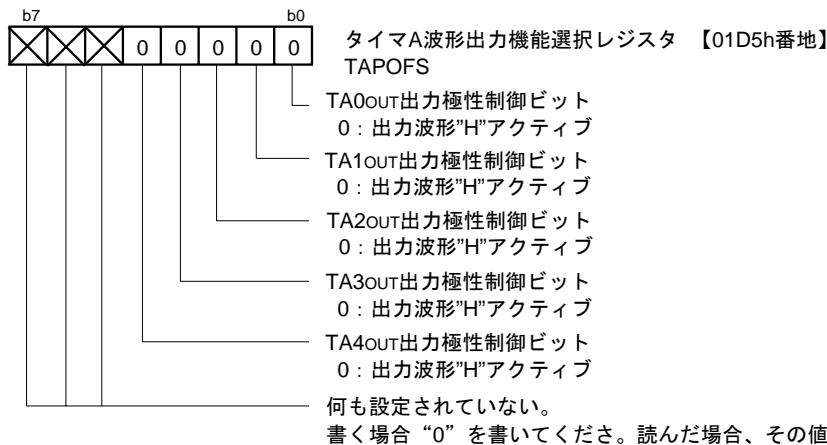 b7 b0
0 0 0 0 0
タイマA波形出力機能選択レジスタ 【01D5h番地】
TAPOFS
TA0OUT出力極性制御ビット
0：出力波形"H"アクティブ
TA1OUT出力極性制御ビット
0：出力波形"H"アクティブ
TA2OUT出力極性制御ビット
0：出力波形"H"アクティブ
TA3OUT出力極性制御ビット
0：出力波形"H"アクティブ
TA4OUT出力極性制御ビット
0：出力波形"H"アクティブ
何も設定されていない。
書く場合“0”を書いてくださ。読んだ場合、その値